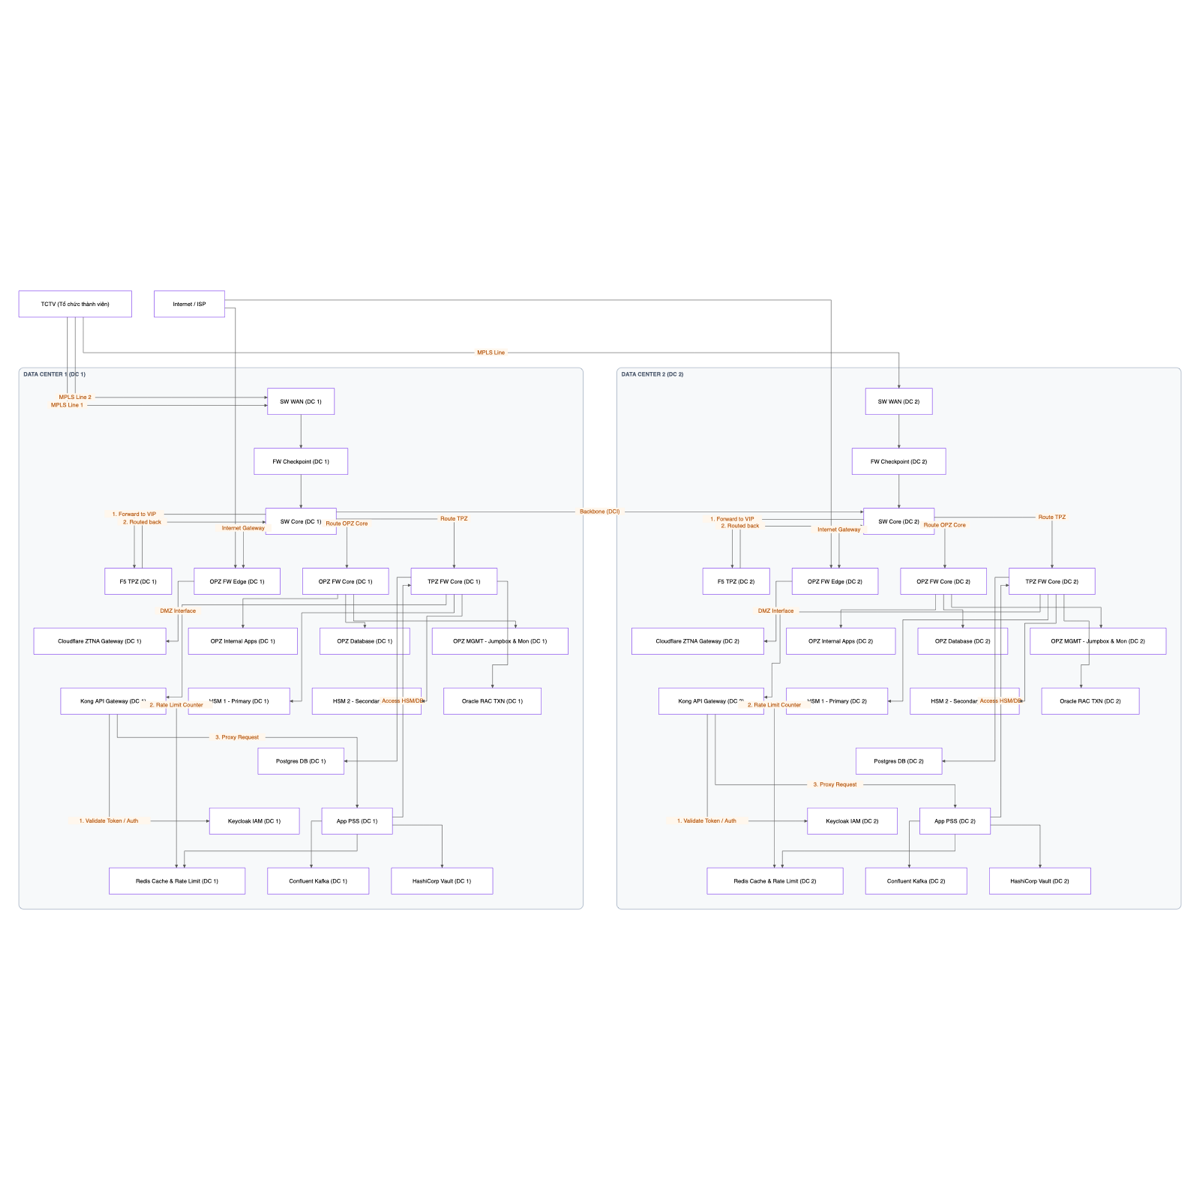 TCTV (Tổ chức thành viên)
Internet / ISP
MPLS Line
DATA CENTER 1 (DC 1)
MPLS Line 2
MPLS Line 1
SW WAN (DC 1)
FW Checkpoint (DC 1)
1. Forward to VIP
2. Routed back
Internet Gateway
SW Core (DC 1)
Route OPZ Core
Route TPZ
Backbone (DCI)
F5 TPZ (DC 1)
OPZ FW Edge (DC 1)
OPZ FW Core (DC 1)
TPZ FW Core (DC 1)
DMZ Interface
Cloudflare ZTNA Gateway (DC 1)
OPZ Internal Apps (DC 1)
OPZ Database (DC 1)
OPZ MGMT - Jumpbox & Mon (DC 1)
Kong API Gateway (DC
2. Rate Limit Counter
HSM 1 - Primary (DC 1)
HSM 2 - Secondar
Access HSM/DB
Oracle RAC TXN (DC 1)
3. Proxy Request
Postgres DB (DC 1)
1. Validate Token / Auth
Keycloak IAM (DC 1)
App PSS (DC 1)
Redis Cache & Rate Limit (DC 1)
Confluent Kafka (DC 1)
HashiCorp Vault (DC 1)
DATA CENTER 2 (DC 2)
SW WAN (DC 2)
FW Checkpoint (DC 2)
1. Forward to VIP
2. Routed back
Internet Gateway
SW Core (DC 2)
Route OPZ Core
Route TPZ
F5 TPZ (DC 2)
OPZ FW Edge (DC 2)
OPZ FW Core (DC 2)
TPZ FW Core (DC 2)
DMZ Interface
Cloudflare ZTNA Gateway (DC 2)
OPZ Internal Apps (DC 2)
OPZ Database (DC 2)
OPZ MGMT - Jumpbox & Mon (DC 2)
Kong API Gateway (DC
2. Rate Limit Counter
HSM 1 - Primary (DC 2)
HSM 2 - Secondar
Access HSM/DB
Oracle RAC TXN (DC 2)
Postgres DB (DC 2)
3. Proxy Request
1. Validate Token / Auth
Keycloak IAM (DC 2)
App PSS (DC 2)
Redis Cache & Rate Limit (DC 2)
Confluent Kafka (DC 2)
HashiCorp Vault (DC 2)